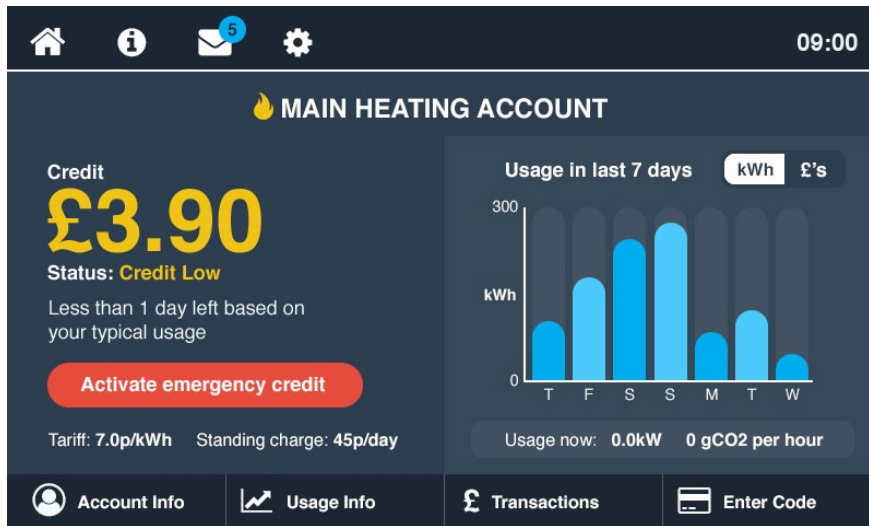 5
09:00
MAIN HEATING ACCOUNT
Credit
£3.90
Status: Credit Low
Less than 1 day left based on
your typical usage
Activate emergency credit
Tariff: 7.0p/kWh Standing charge: 45p/day
Usage in last 7 days kWh £'s
300
kWh
0
T F S S M T W
Usage now: 0.0kW 0 gCO2 per hour
Account Info Usage Info £ Transactions Enter Code